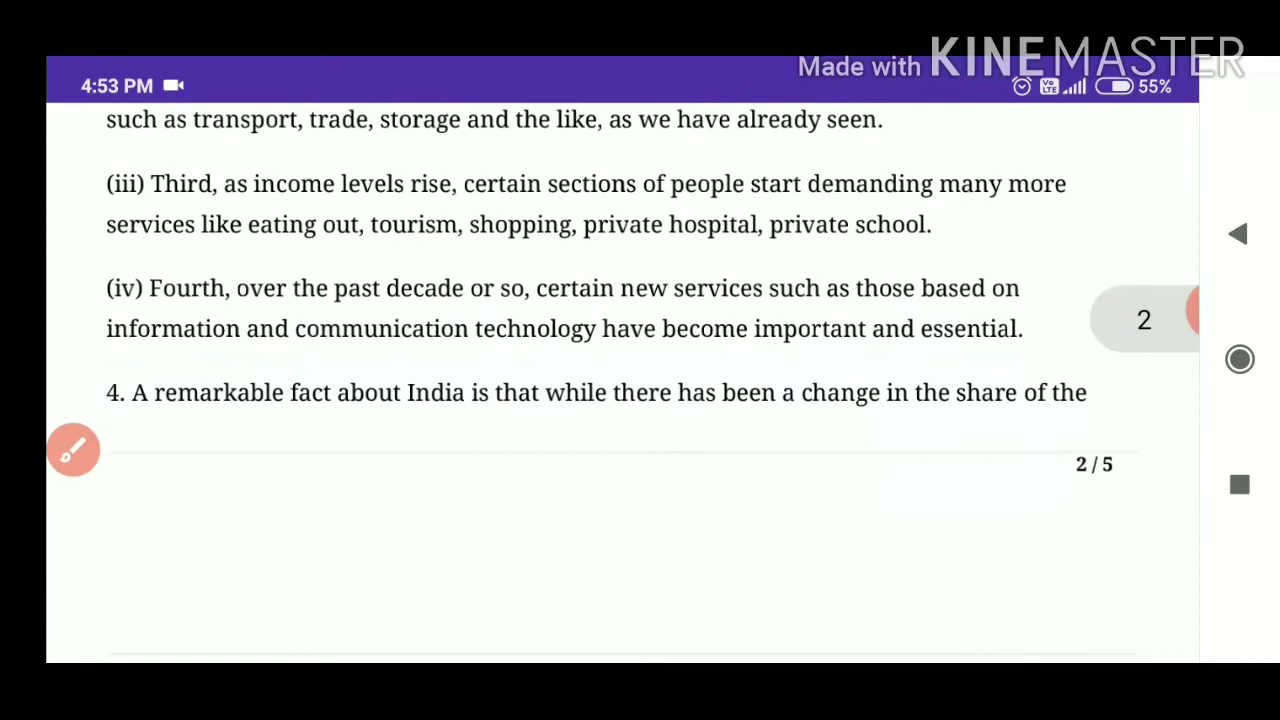 Made with KINEMASTER
4:53 PM
Vo LTE 55%
such as transport, trade, storage and the like, as we have already seen.
(iii) Third, as income levels rise, certain sections of people start demanding many more
services like eating out, tourism, shopping, private hospital, private school.
(iv) Fourth, over the past decade or so, certain new services such as those based on
information and communication technology have become important and essential.
2
4. A remarkable fact about India is that while there has been a change in the share of the
2 / 5